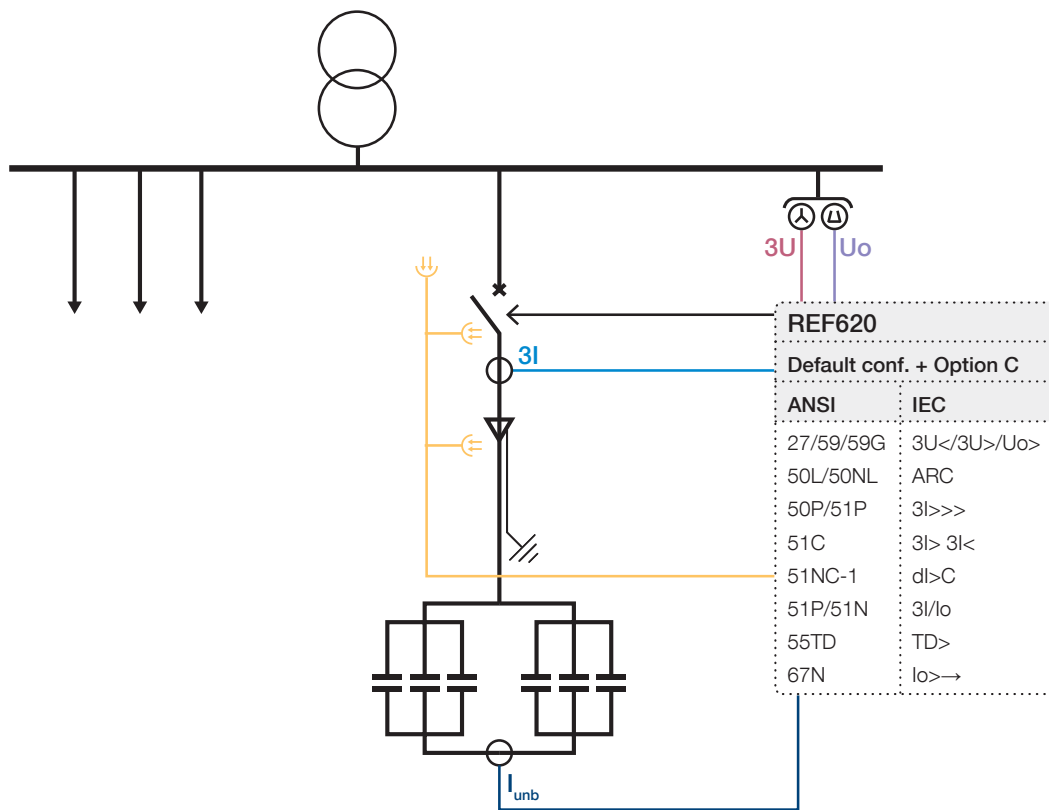 3U Uo
3I
REF620
Default conf. + Option C
ANSI IEC
27/59/59G 3U</3U>/Uo>
50L/50NL ARC
50P/51P 3I>>>
51C 3I> 3I<
51NC-1 dI>C
51P/51N 3I/Io
55TD TD>
67N Io>→
Iunb